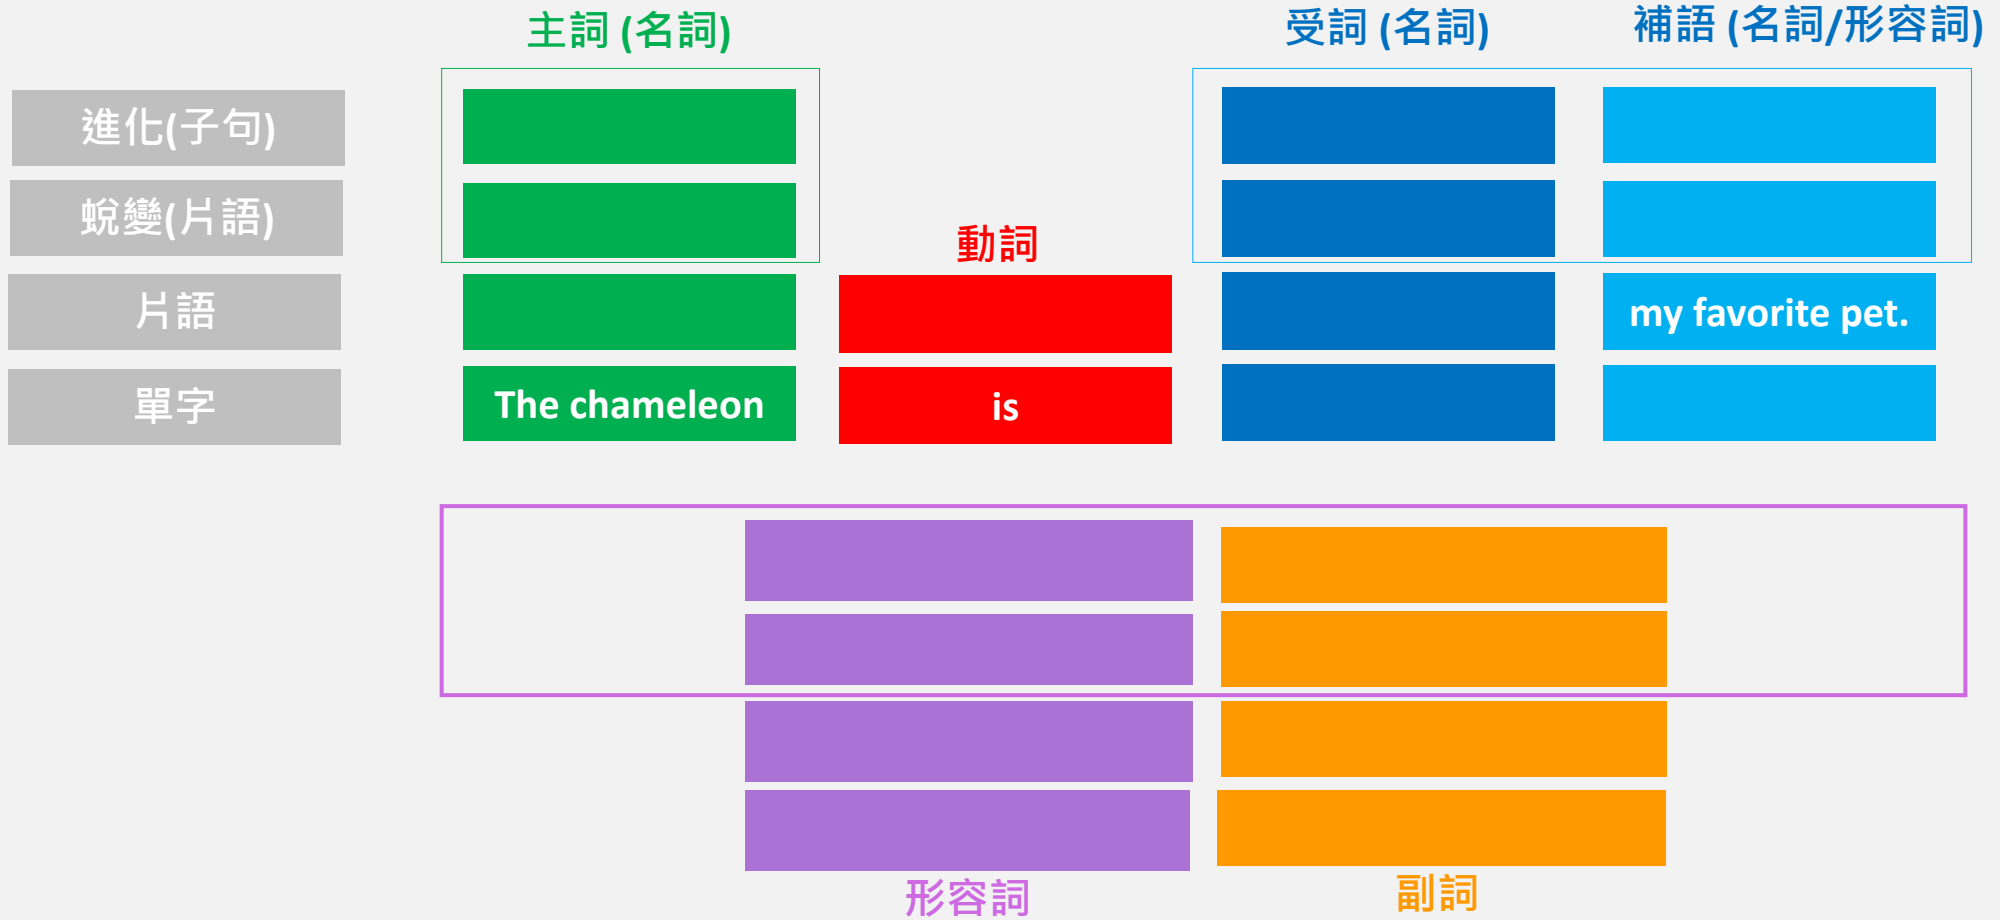 主詞 (名詞)
受詞 (名詞)
補語 (名詞/形容詞)
進化(子句)
蛻變(片語)
動詞
片語
my favorite pet.
單字
The chameleon
is
形容詞
副詞